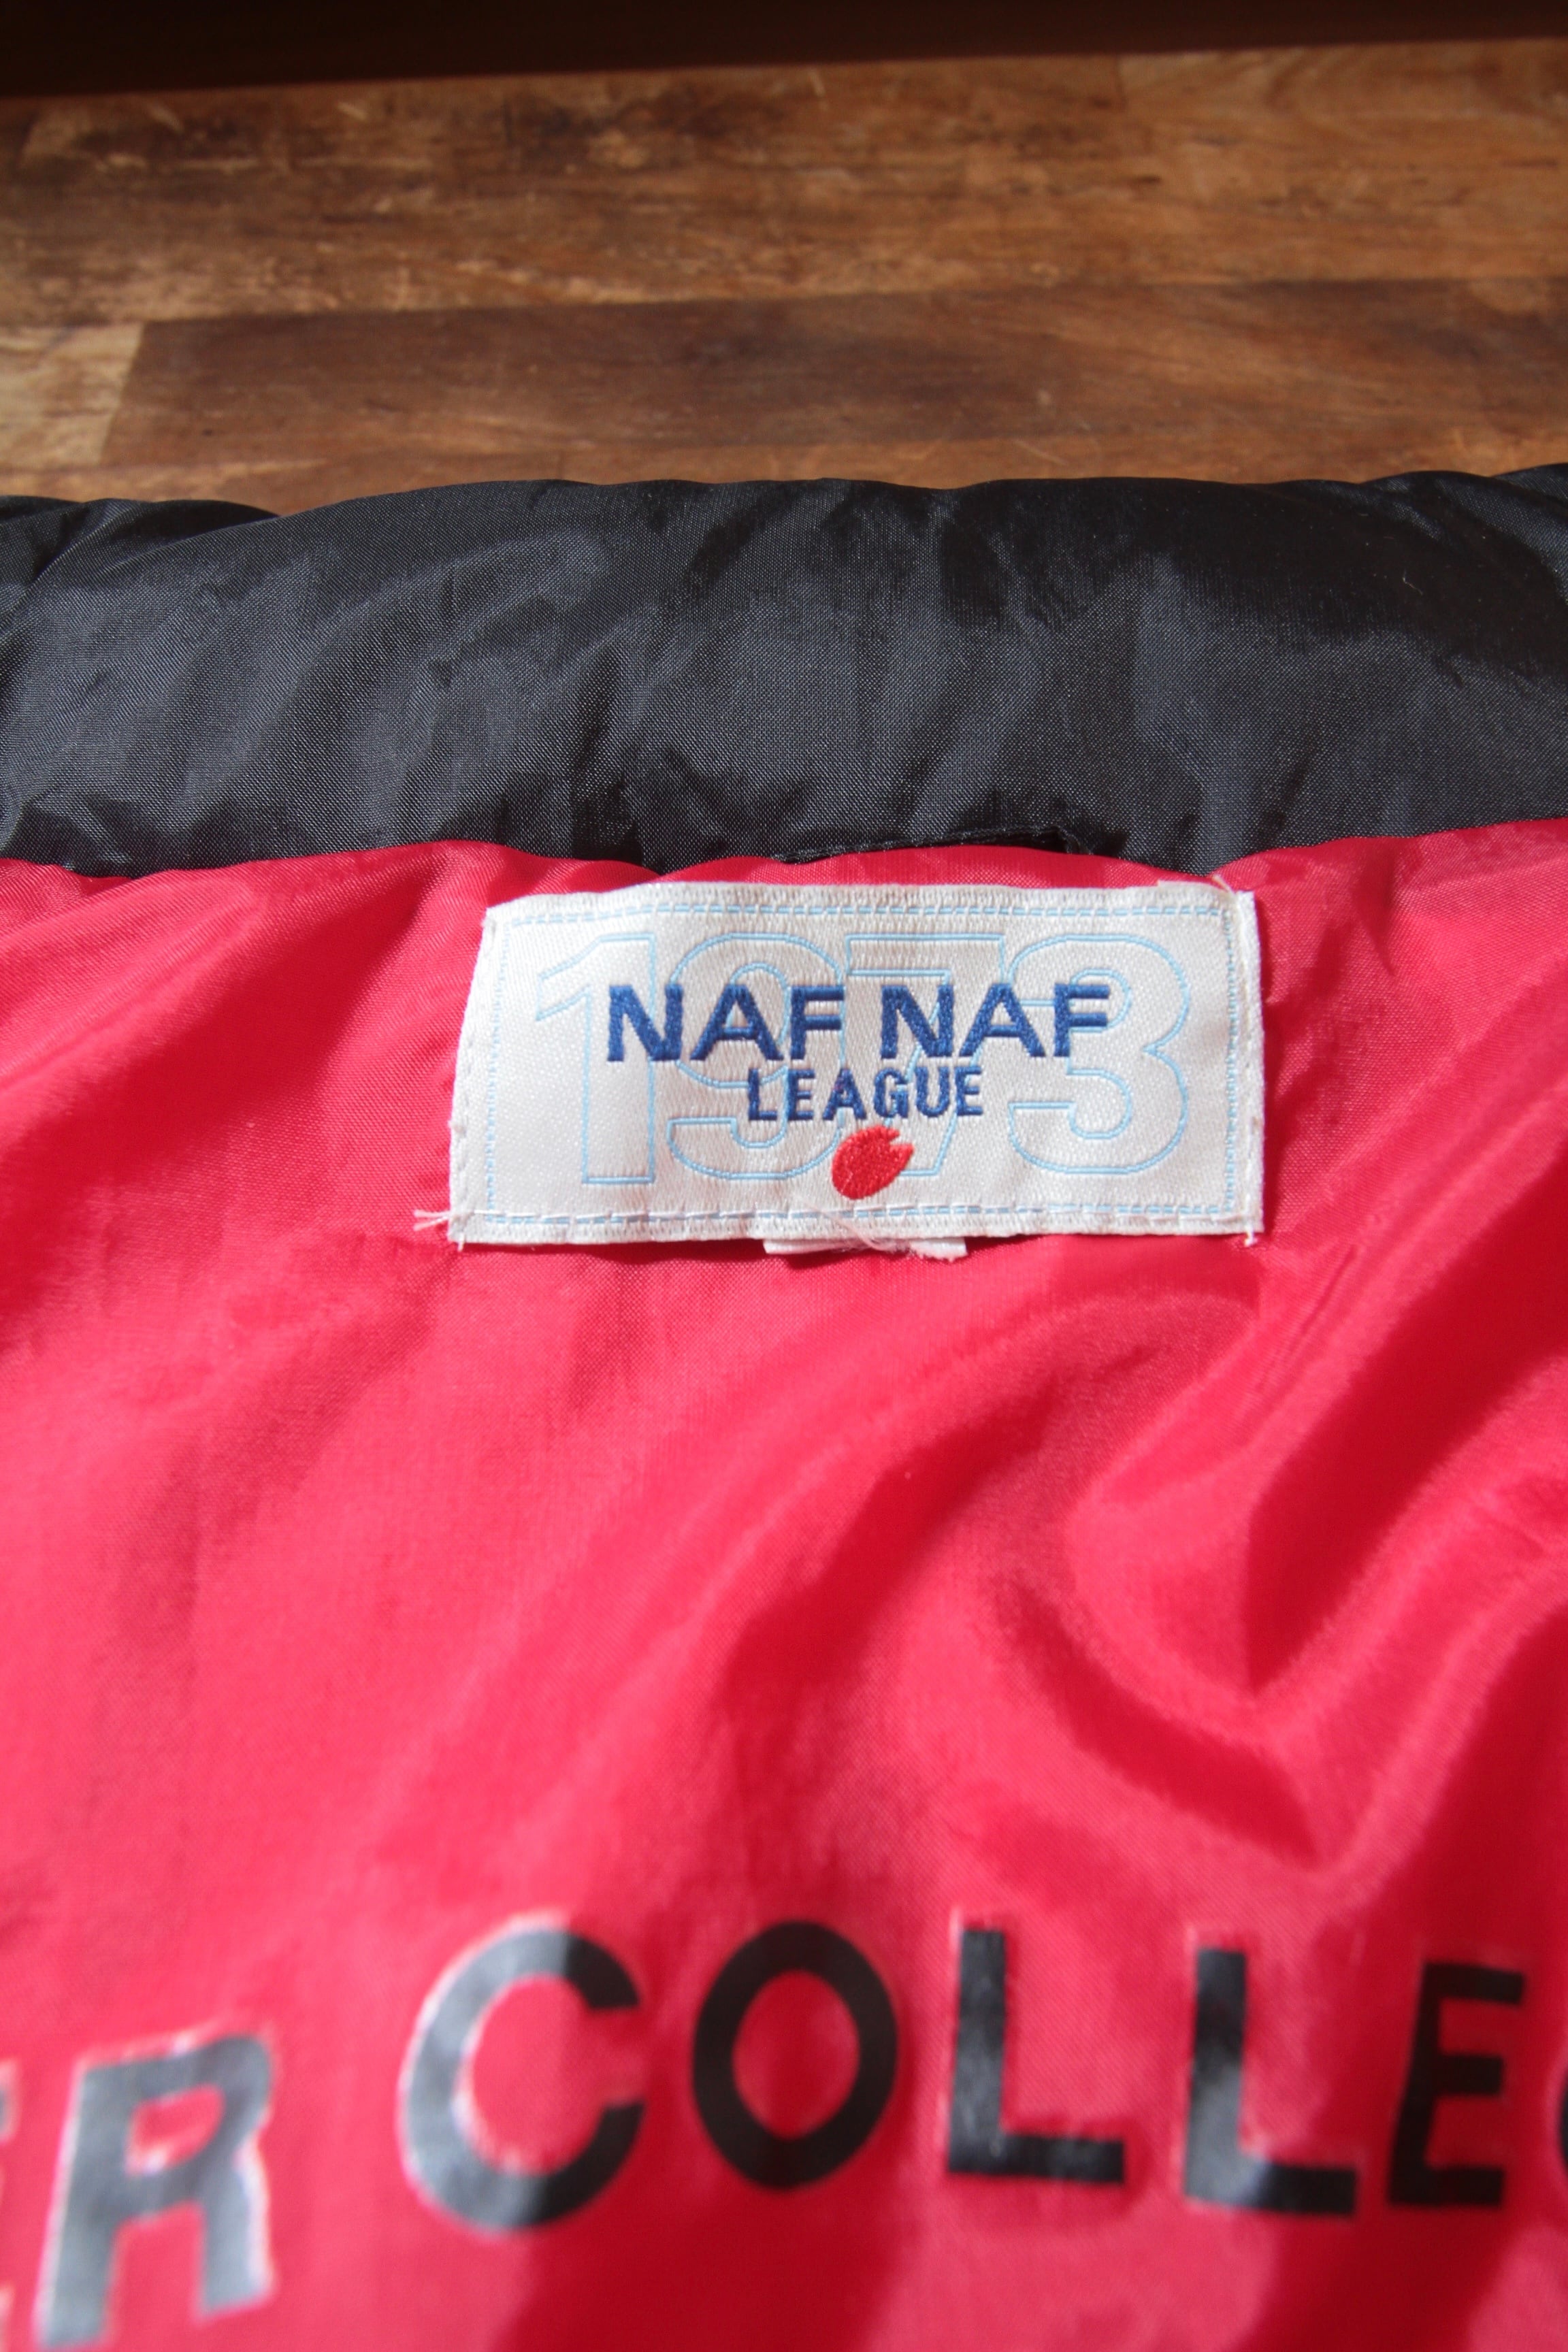 1973
NAF NAF
LEAGUE
ER COLLE